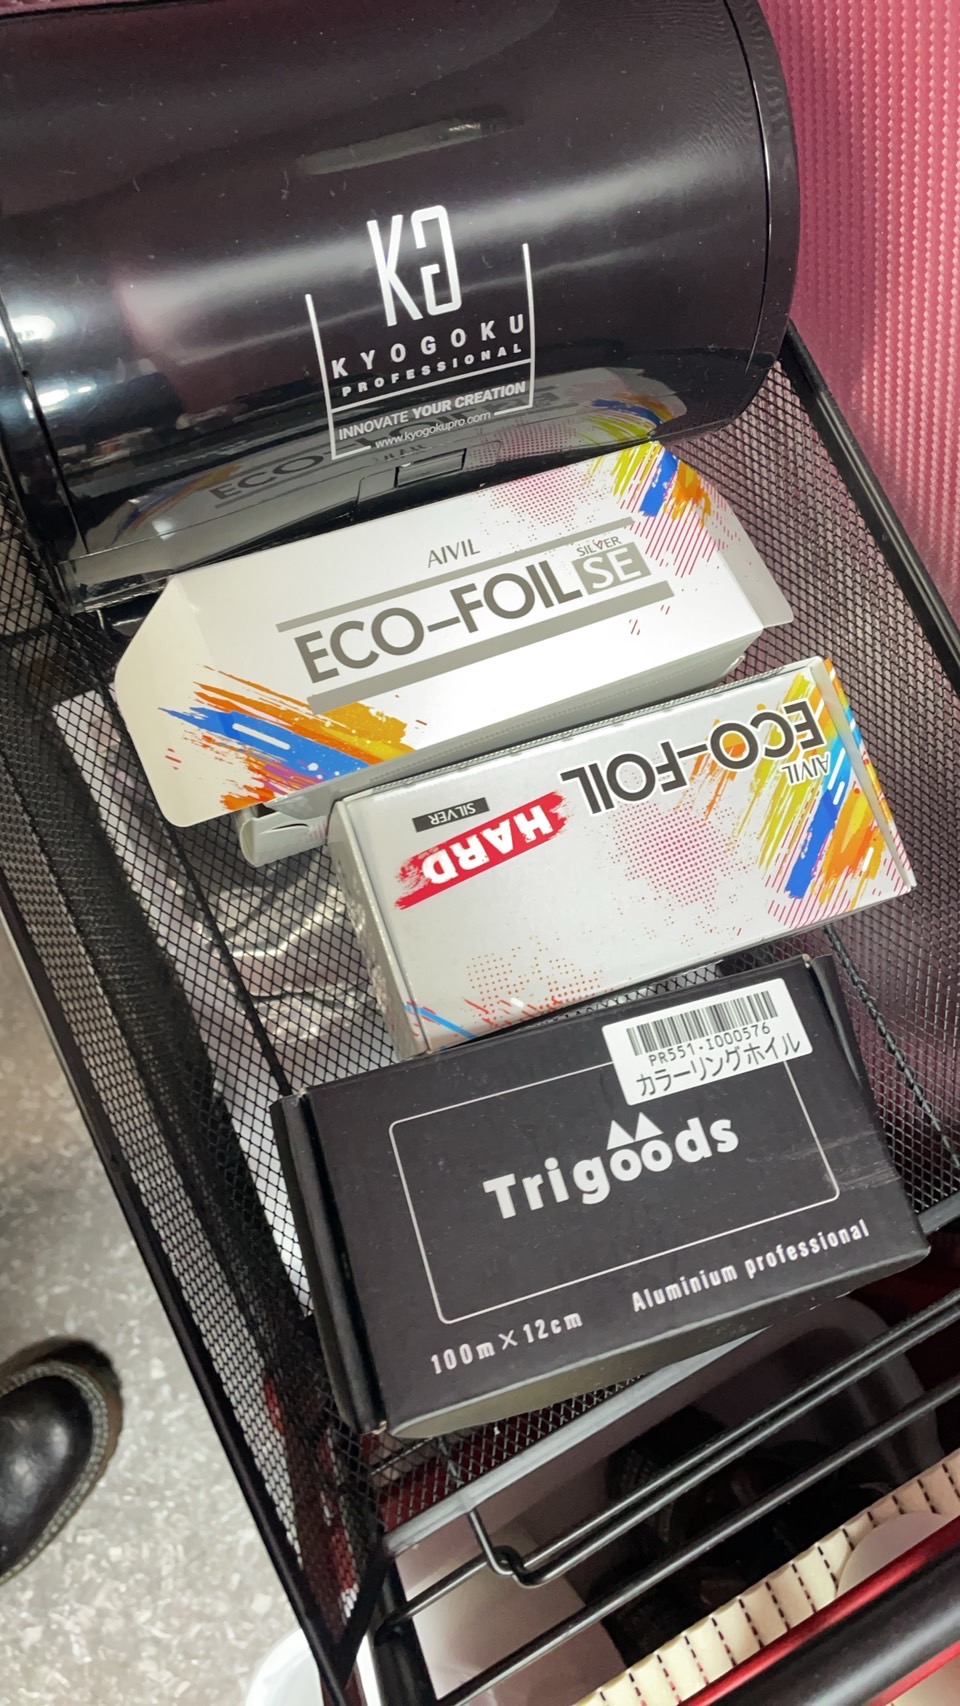 KG
KYOGOKU
PROFESSIONAL
INNOVATE YOUR CREATION
www.kyogokupro.com
AIVIL
ECO-FOIL SILVER SE
AIVIL
ECO-FOIL
HARD
SILVER
PR551-I000576
カラーリングホイル
Trigoods
100m×12cm
Aluminium professional